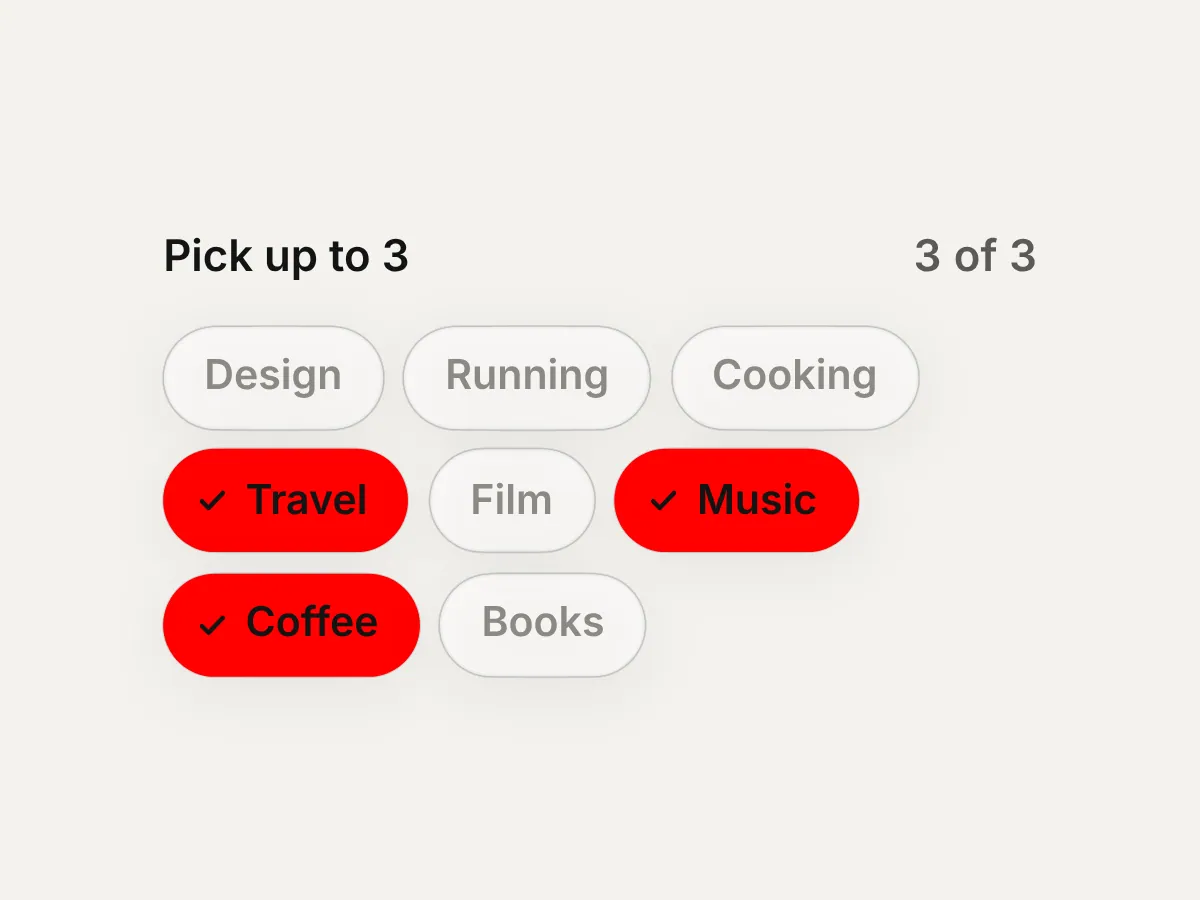 Pick up to 3 3 of 3
Design Running Cooking
Travel Film Music
Coffee Books